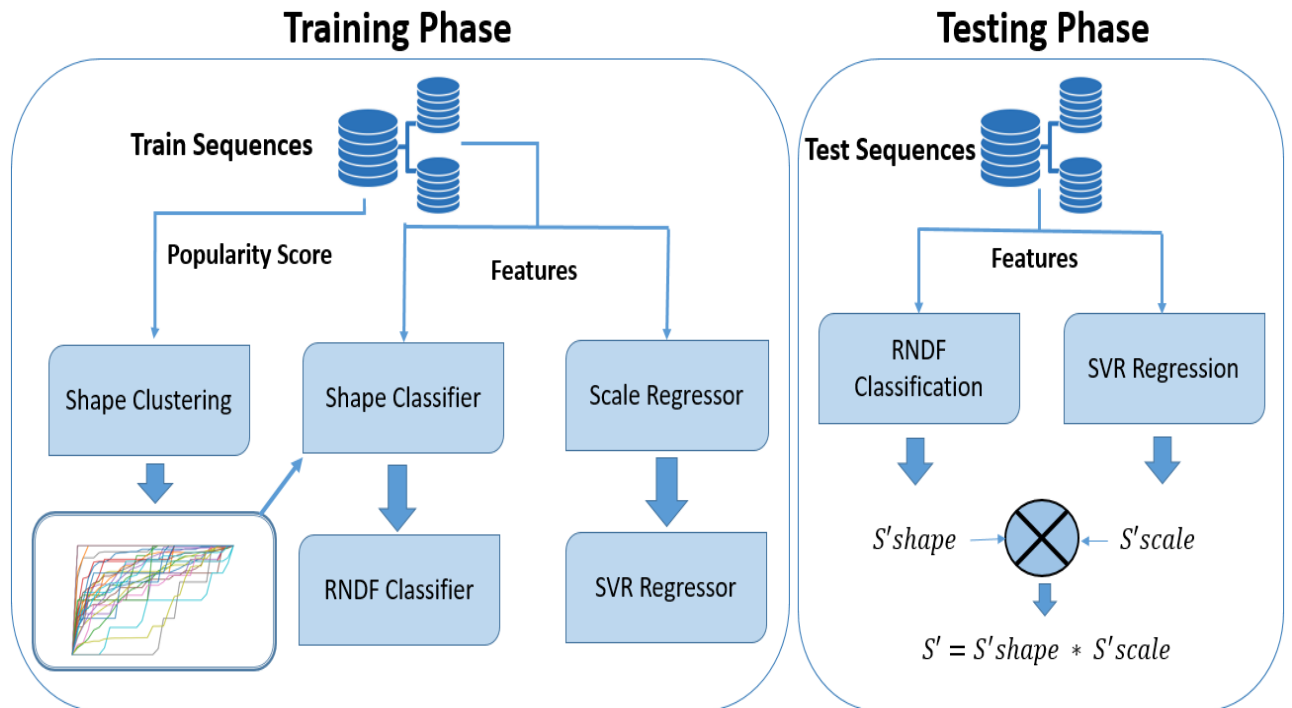 Training Phase
Testing Phase
Train Sequences
Popularity Score
Features
Shape Clustering
Shape Classifier
Scale Regressor
RNDF Classifier
SVR Regressor
Test Sequences
Features
RNDF
Classification
SVR Regression
S′shape
S′scale
S′ = S′shape * S′scale